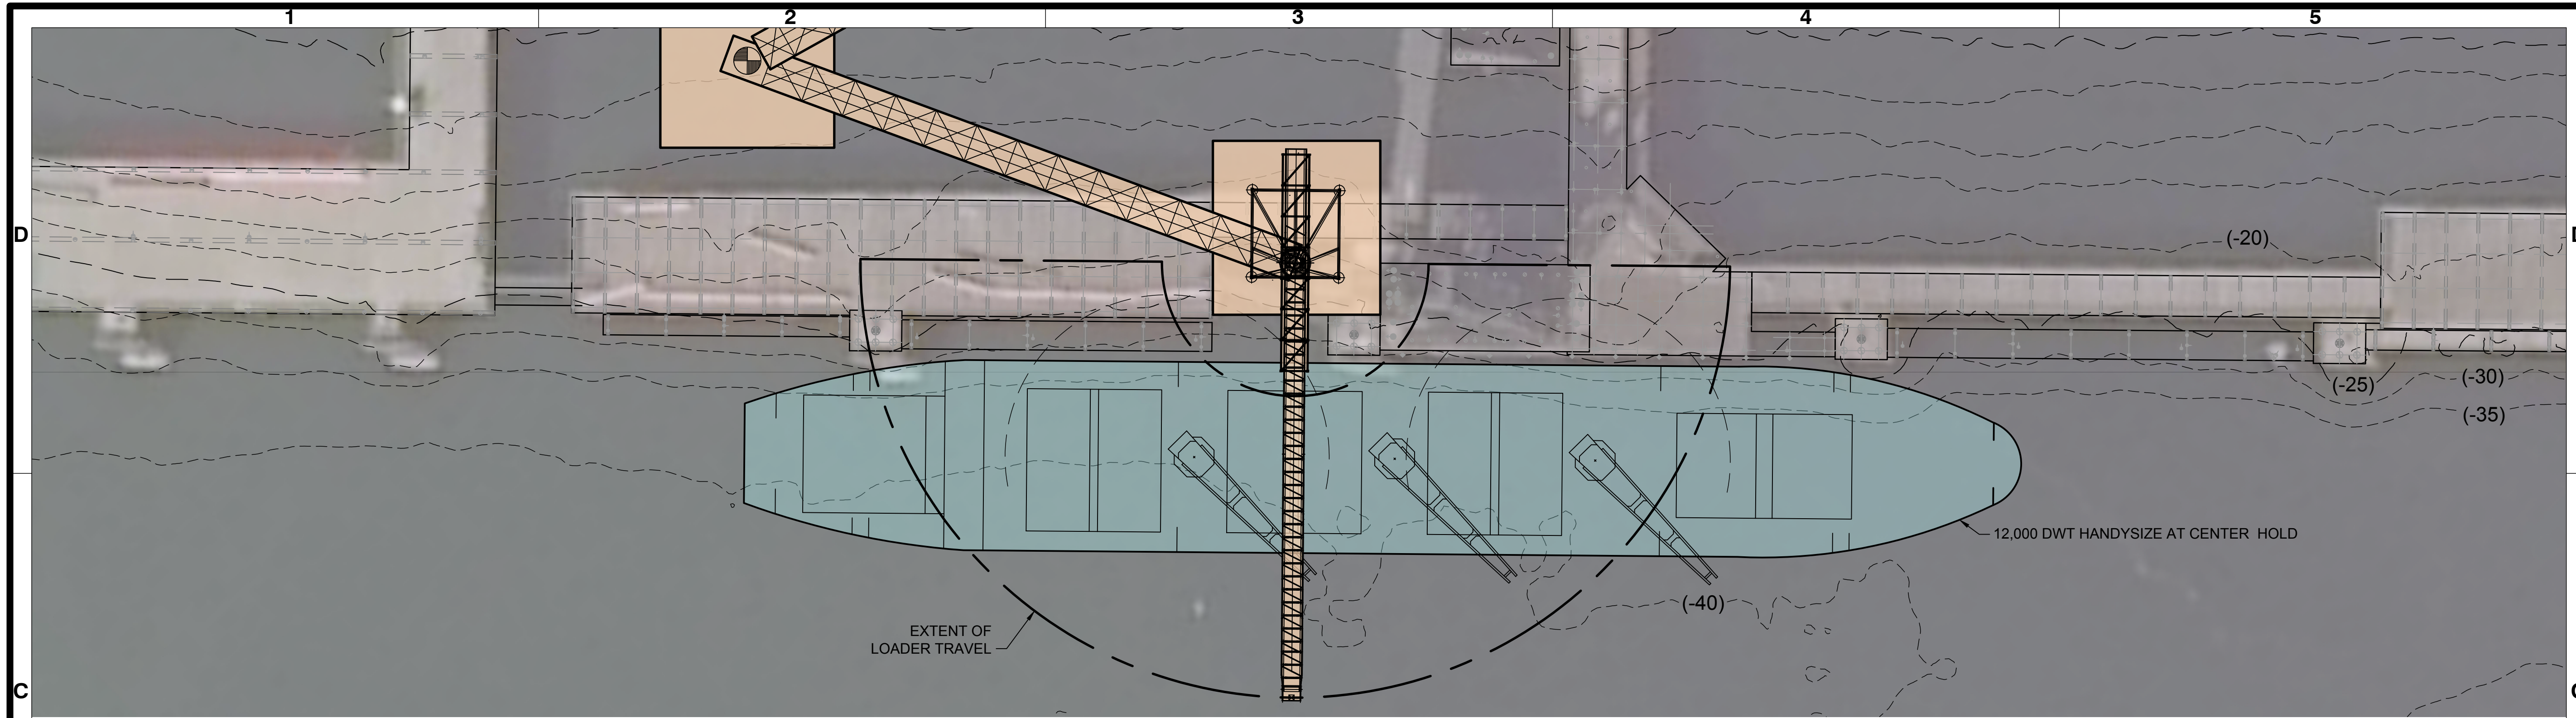 1 2 3 4 5
D
(-20)
(-30)
(-25)
(-35)
12,000 DWT HANDYSIZE AT CENTER HOLD
(-40)
EXTENT OF
LOADER TRAVEL
C